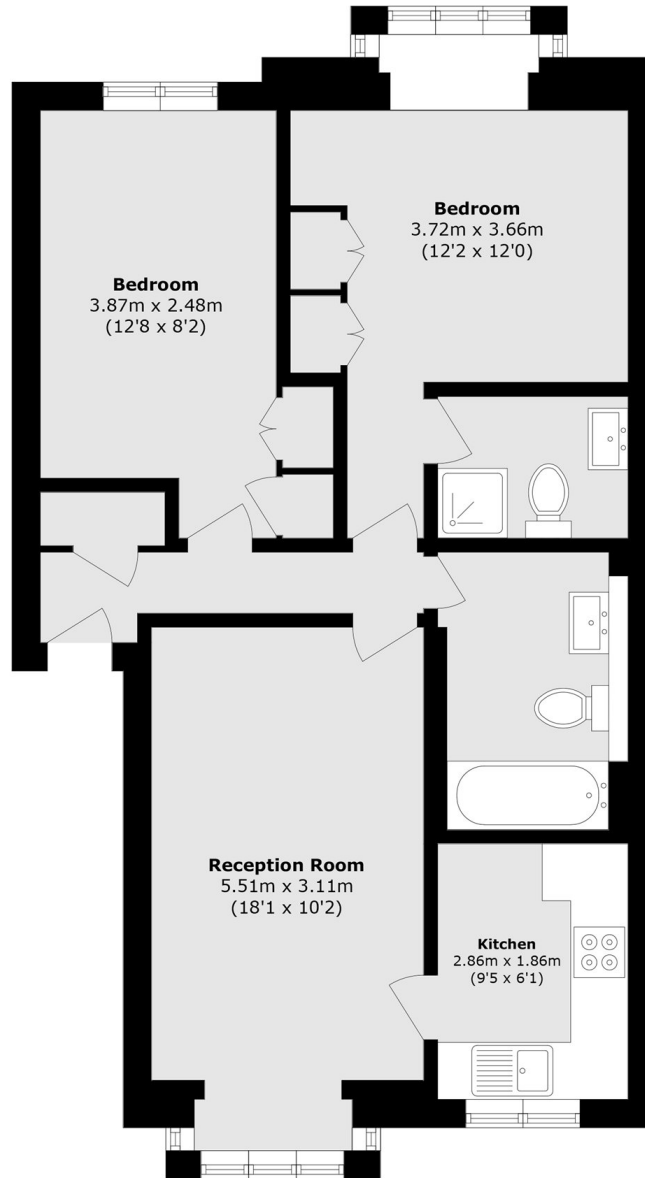 Bedroom
3.72m x 3.66m
(12'2 x 12'0)
Bedroom
3.87m x 2.48m
(12'8 x 8'2)
Reception Room
5.51m x 3.11m
(18'1 x 10'2)
Kitchen
2.86m x 1.86m
(9'5 x 6'1)